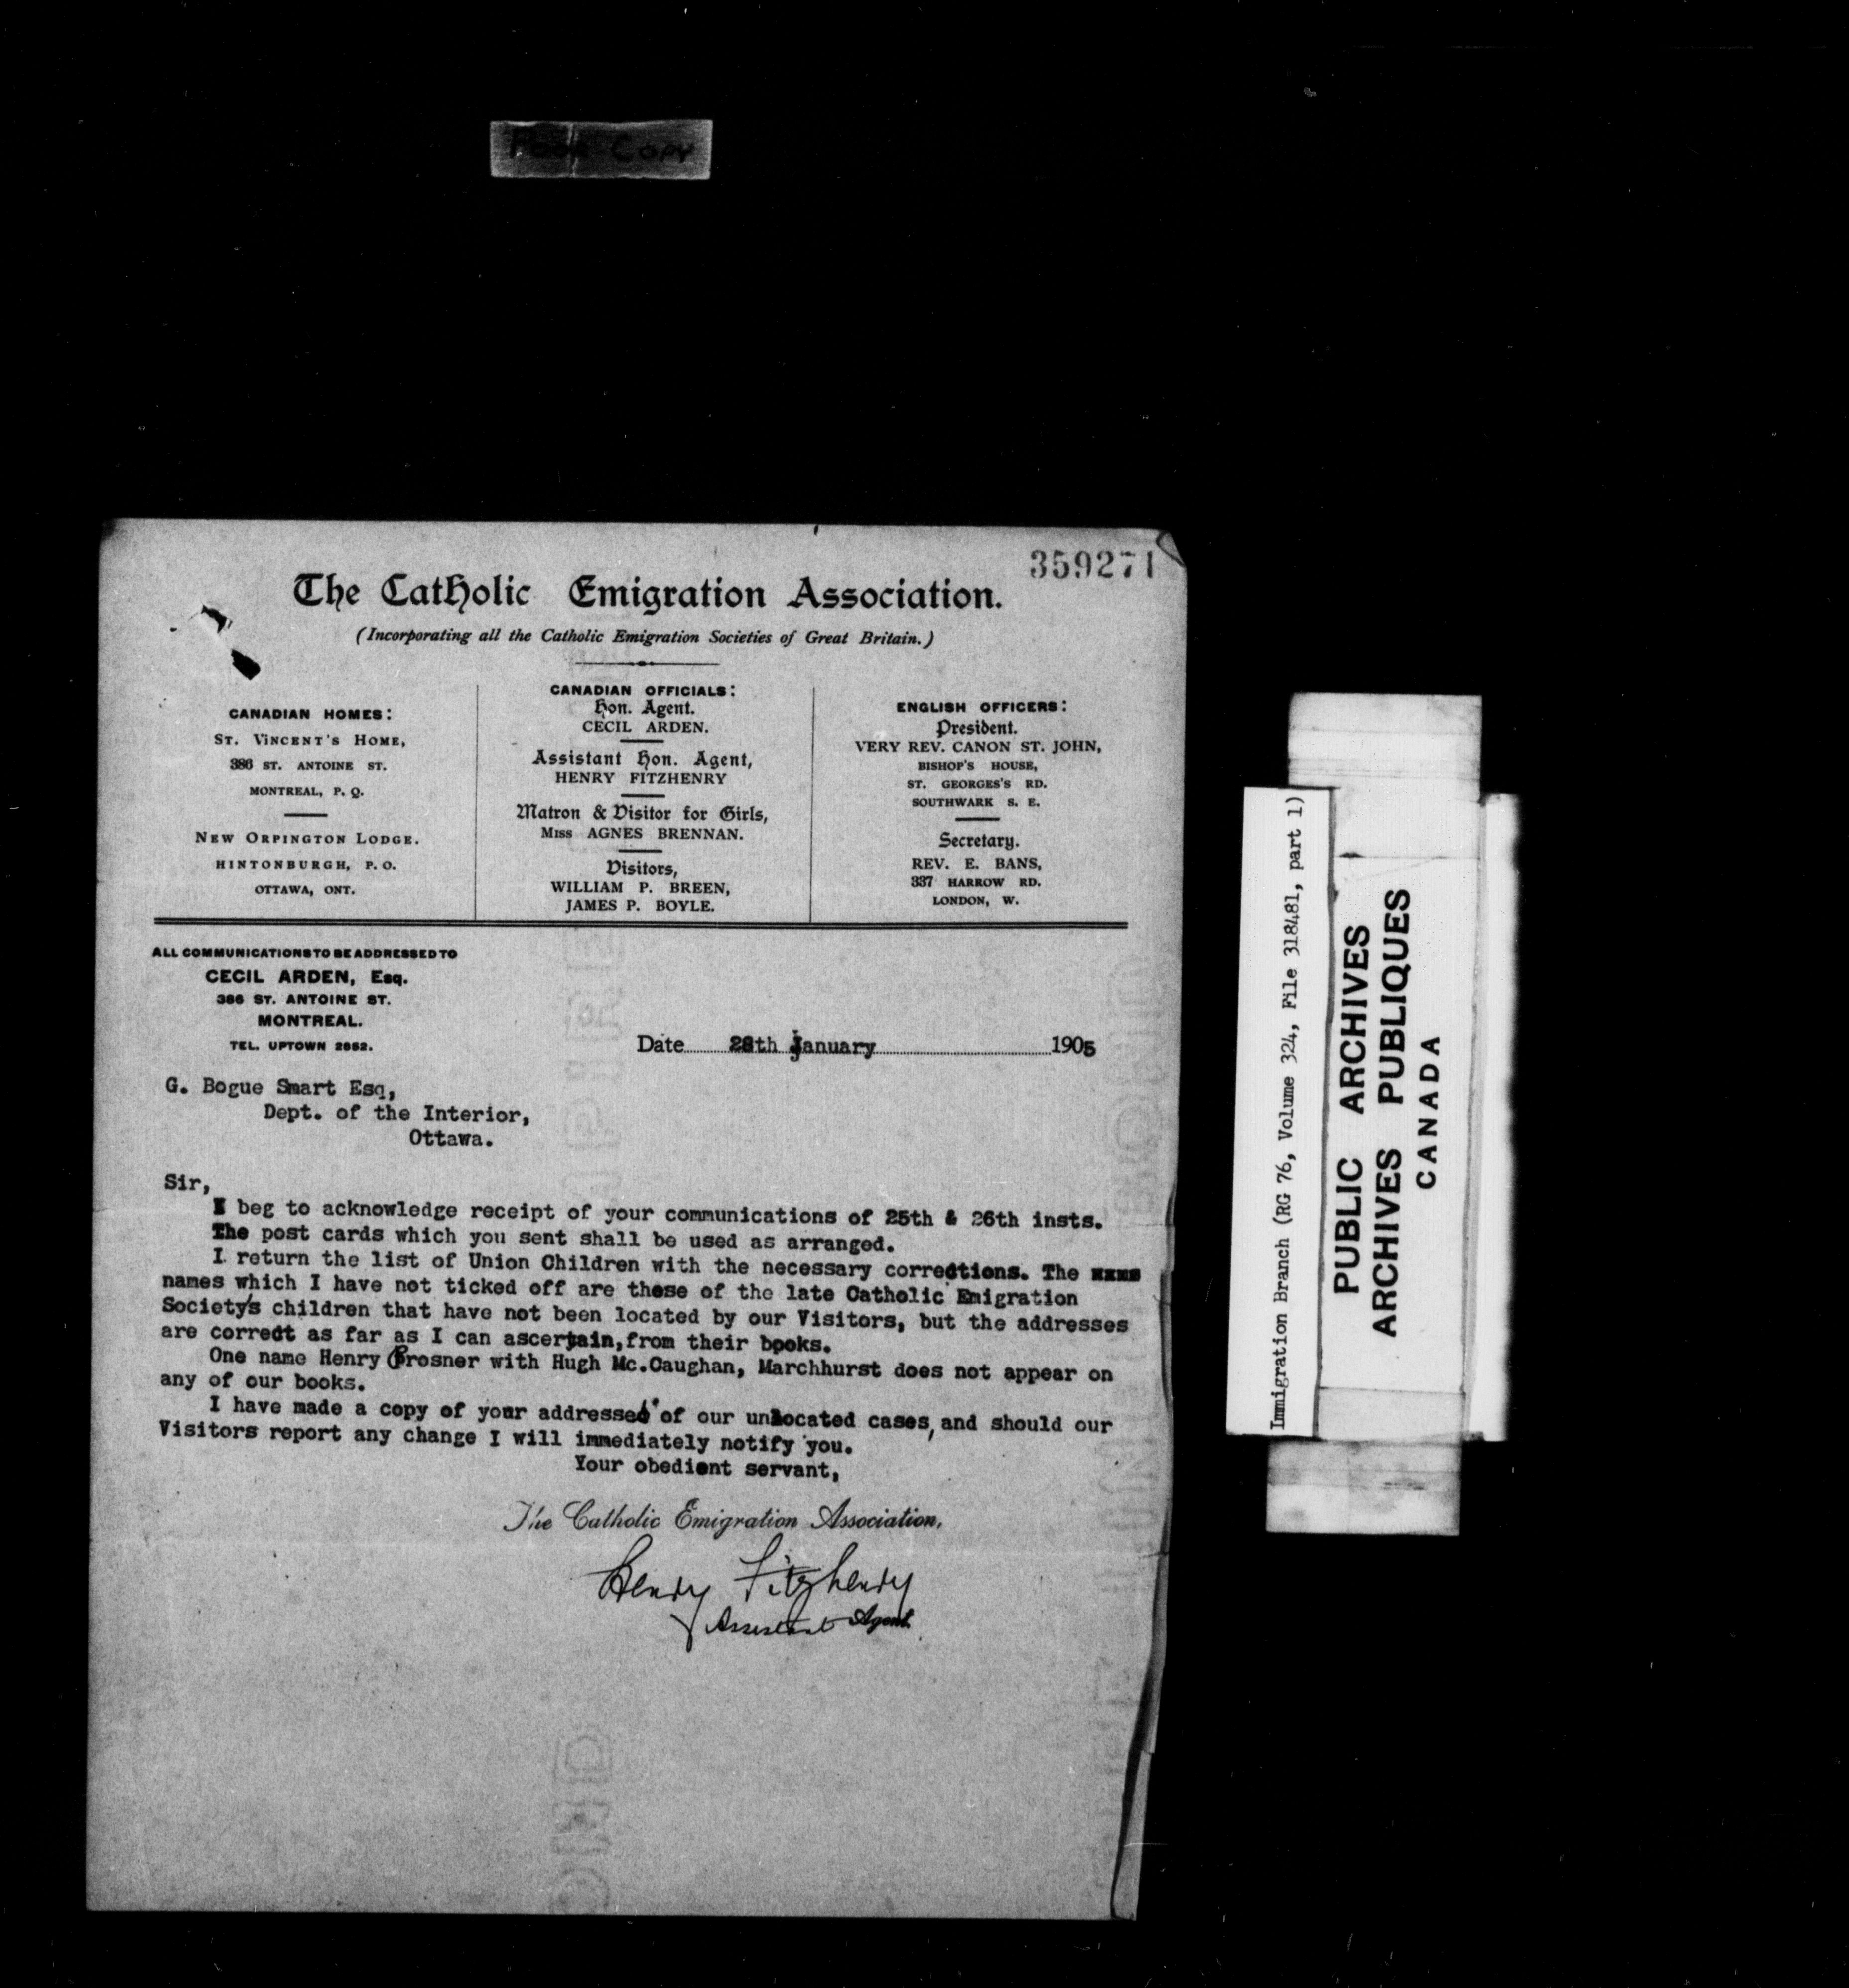 Poor Copy
359271
The Catholic Emigration Association.
(Incorporating all the Catholic Emigration Societies of Great Britain.)
CANADIAN HOMES:
ST. VINCENT'S HOME,
386 ST. ANTOINE ST.
MONTREAL, P. Q.
NEW ORPINGTON LODGE.
HINTONBURGH, P. O.
OTTAWA, ONT.
CANADIAN OFFICIALS:
Hon. Agent.
CECIL ARDEN.
Assistant Hon. Agent,
HENRY FITZHENRY
Matron & Visitor for Girls,
Miss AGNES BRENNAN.
Visitors,
WILLIAM P. BREEN,
JAMES P. BOYLE.
ENGLISH OFFICERS:
President.
VERY REV. CANON ST. JOHN,
BISHOP'S HOUSE,
ST. GEORGES'S RD.
SOUTHWARK S. E.
Secretary.
REV. E. BANS,
337 HARROW RD.
LONDON, W.
ALL COMMUNICATIONS TO BE ADDRESSED TO
CECIL ARDEN, Esq.
386 ST. ANTOINE ST.
MONTREAL.
TEL. UPTOWN 2852.
Date 28th January 1905
G. Bogue Smart Esq,
Dept. of the Interior,
Ottawa.
Sir,
I beg to acknowledge receipt of your communications of 25th & 26th insts.
The post cards which you sent shall be used as arranged.
I return the list of Union Children with the necessary corrections. The
names which I have not ticked off are these of the late Catholic Emigration
Society's children that have not been located by our Visitors, but the addresses
are correct as far as I can ascertain, from their books.
One name Henry Prosner with Hugh Mc.Caughan, Marchhurst does not appear on
any of our books.
I have made a copy of your addressed of our unlocated cases, and should our
Visitors report any change I will immediately notify you.
Your obedient servant,
The Catholic Emigration Association,
Henry Fitzhenry
Assistant Agent.
Immigration Branch (RG 76, Volume 324, File 318481, part 1)
PUBLIC ARCHIVES
ARCHIVES PUBLIQUES
CANADA